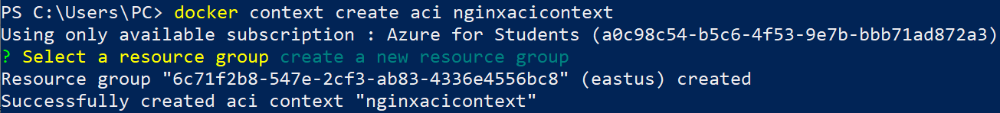 PS C:\Users\PC> docker context create aci nginxacicontext
Using only available subscription : Azure for Students (a0c98c54-b5c6-4f53-9e7b-bbb71ad872a3)
? Select a resource group create a new resource group
Resource group "6c71f2b8-547e-2cf3-ab83-4336e4556bc8" (eastus) created
Successfully created aci context "nginxacicontext"